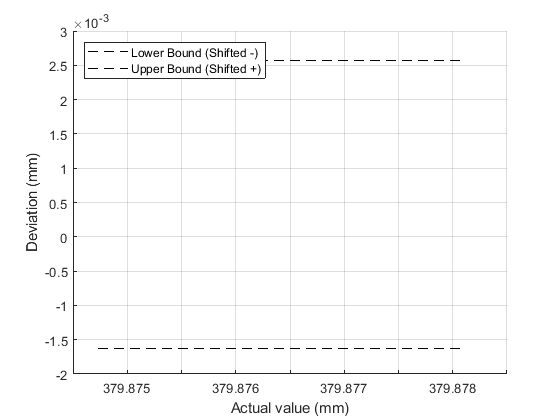 ×10-3
3
2.5
2
1.5
1
0.5
0
-0.5
-1
-1.5
-2
Deviation (mm)
Lower Bound (Shifted -)
Upper Bound (Shifted +)
379.875 379.876 379.877 379.878
Actual value (mm)